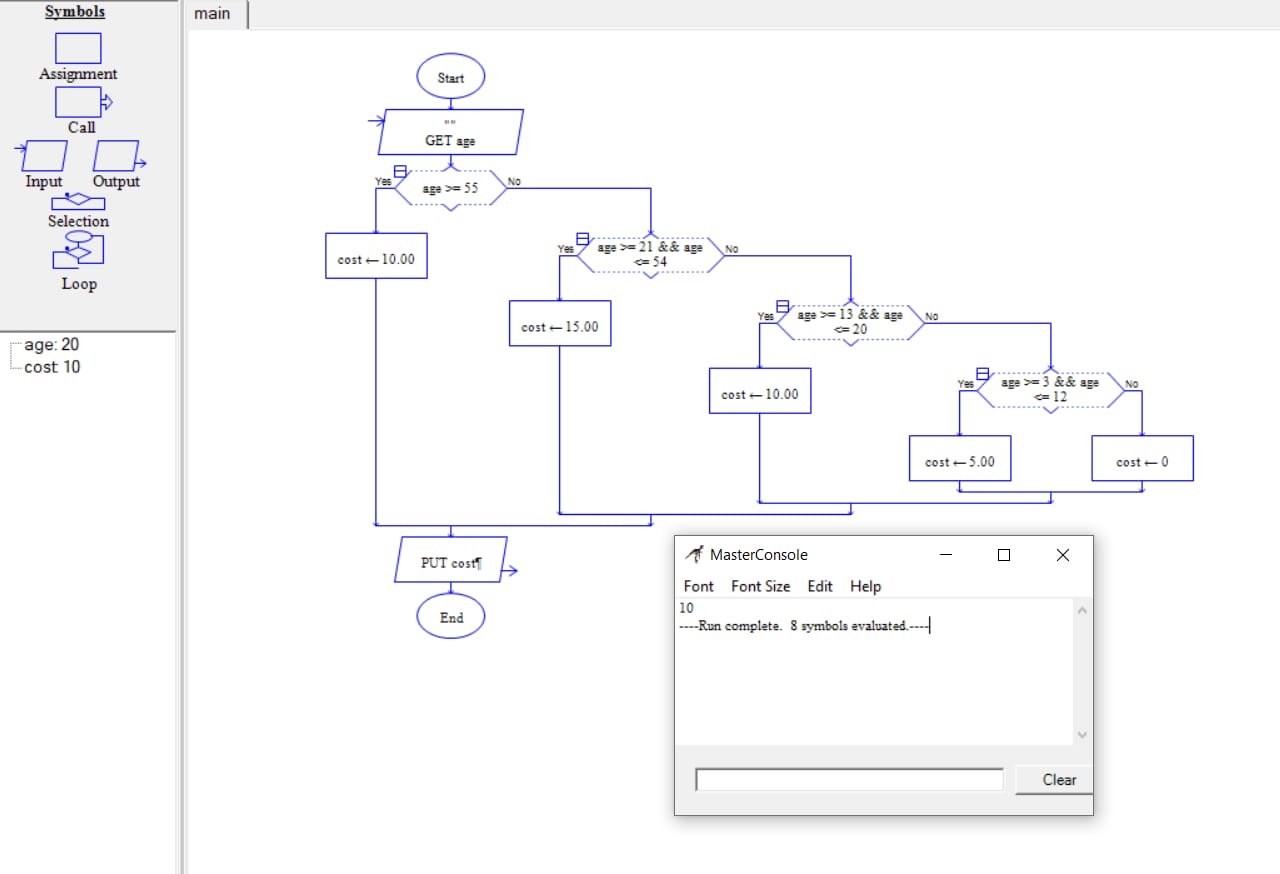 Symbols
Assignment
Call
Input
Output
Selection
Loop
age: 20
cost: 10
main
Start
""
GET age
Yes
age >= 55
No
cost ← 10.00
Yes
age >= 21 && age
<= 54
No
cost ← 15.00
Yes
age >= 13 && age
<= 20
No
cost ← 10.00
Yes
age >= 3 && age
<= 12
No
cost ← 5.00
cost ← 0
PUT cost¶
End
MasterConsole
Font Font Size Edit Help
10
----Run complete.  8 symbols evaluated.----
Clear